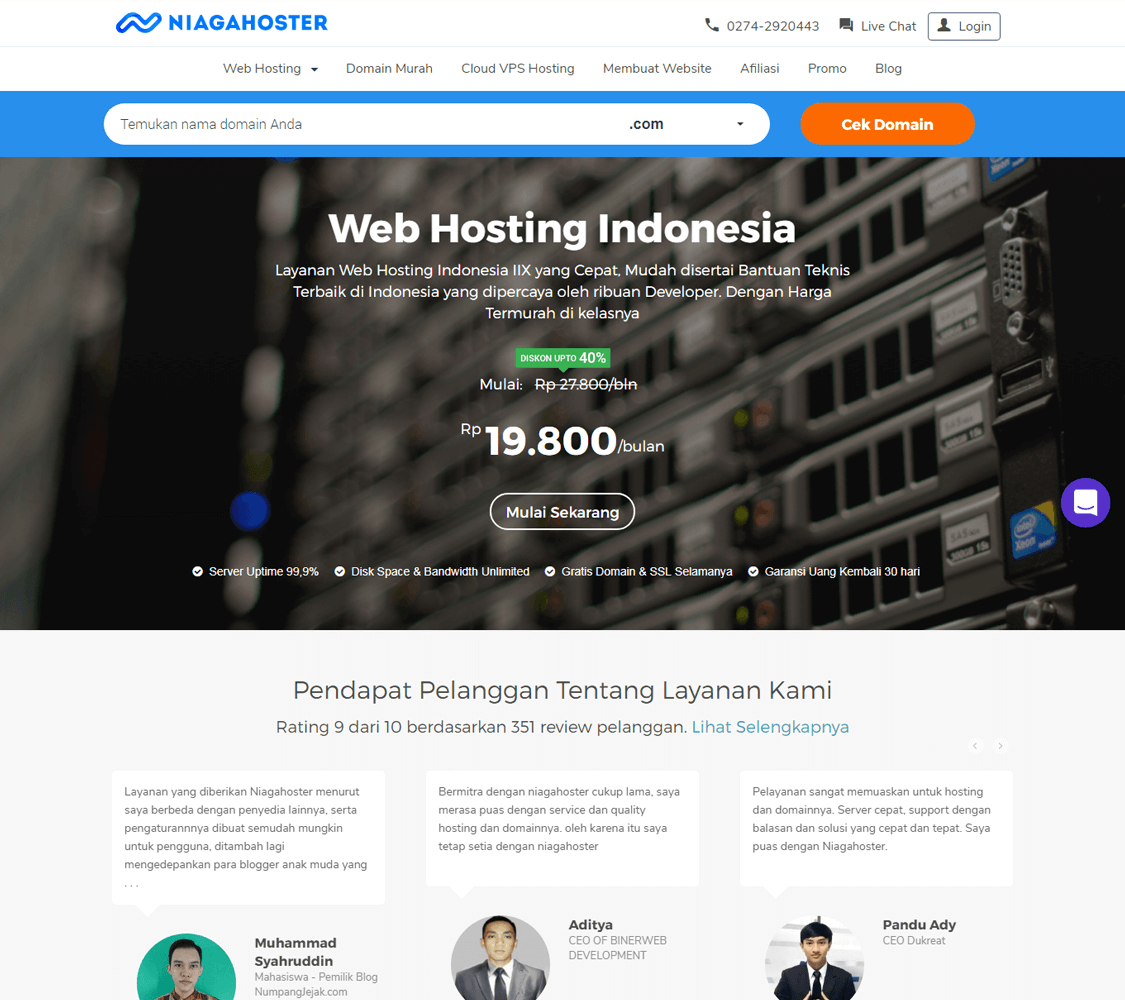 NIAGAHOSTER
0274-2920443
Live Chat
Login
Web Hosting
Domain Murah
Cloud VPS Hosting
Membuat Website
Afiliasi
Promo
Blog
Temukan nama domain Anda
.com
Cek Domain
Web Hosting Indonesia
Layanan Web Hosting Indonesia IIX yang Cepat, Mudah disertai Bantuan Teknis
Terbaik di Indonesia yang dipercaya oleh ribuan Developer. Dengan Harga
Termurah di kelasnya
DISKON UPTO 40%
Mulai: Rp 27.800/bln
Rp 19.800/bulan
Mulai Sekarang
Server Uptime 99,9%
Disk Space & Bandwidth Unlimited
Gratis Domain & SSL Selamanya
Garansi Uang Kembali 30 hari
Pendapat Pelanggan Tentang Layanan Kami
Rating 9 dari 10 berdasarkan 351 review pelanggan. Lihat Selengkapnya
Layanan yang diberikan Niagahoster menurut
saya berbeda dengan penyedia lainnya, serta
pengaturannnya dibuat semudah mungkin
untuk pengguna, ditambah lagi
mengedepankan para blogger anak muda yang
. . .
Muhammad
Syahruddin
Mahasiswa - Pemilik Blog
NumpangJejak.com
Bermitra dengan niagahoster cukup lama, saya
merasa puas dengan service dan quality
hosting dan domainnya. oleh karena itu saya
tetap setia dengan niagahoster
Aditya
CEO OF BINERWEB
DEVELOPMENT
Pelayanan sangat memuaskan untuk hosting
dan domainnya. Server cepat, support dengan
balasan dan solusi yang cepat dan tepat. Saya
puas dengan Niagahoster.
Pandu Ady
CEO Dukreat